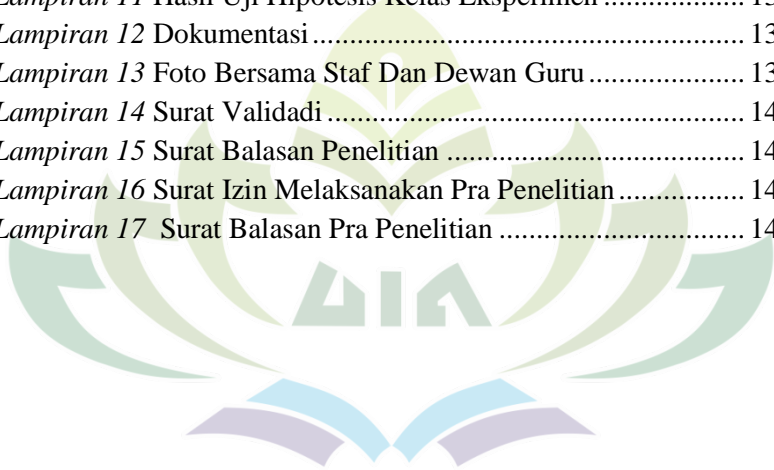 Lampiran 11 Hasil Uji Hipotesis Kelas Eksperimen .................. 13
Lampiran 12 Dokumentasi ....................................................... 13
Lampiran 13 Foto Bersama Staf Dan Dewan Guru .................... 13
Lampiran 14 Surat Validadi ..................................................... 14
Lampiran 15 Surat Balasan Penelitian ...................................... 14
Lampiran 16 Surat Izin Melaksanakan Pra Penelitian ................ 14
Lampiran 17 Surat Balasan Pra Penelitian ............................... 14
UIN